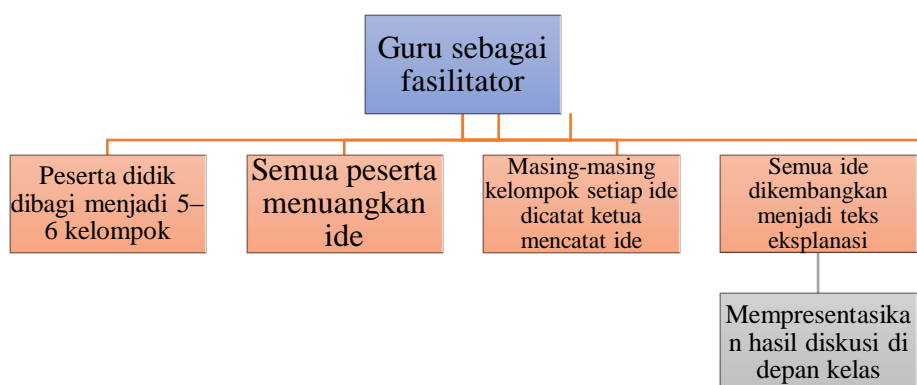 Guru sebagai
fasilitator
Peserta didik
dibagi menjadi 5–
6 kelompok
Semua peserta
menuangkan
ide
Masing-masing
kelompok setiap ide
dicatat ketua
mencatat ide
Semua ide
dikembangkan
menjadi teks
eksplanasi
Mempresentasika
n hasil diskusi di
depan kelas